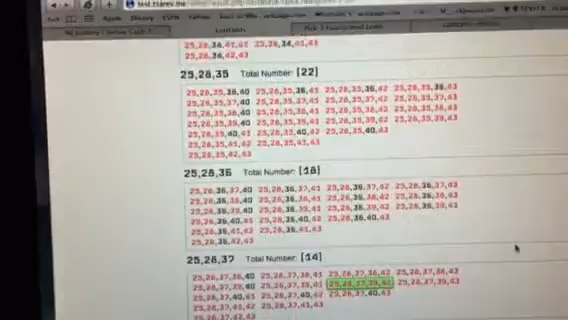 test.tsarev.me
Apple Disney ESPN Yahoo!
Lottery
25,28,34,41,42 25,28,34,41,43
25,28,34,42,43
25,28,35 Total Number: [22]
25,28,35,36,40 25,28,35,36,41 25,28,35,36,42 25,28,35,36,43
25,28,35,37,40 25,28,35,37,41 25,28,35,37,42 25,28,35,37,43
25,28,35,38,40 25,28,35,38,41 25,28,35,38,42 25,28,35,38,43
25,28,35,39,40 25,28,35,39,41 25,28,35,39,42 25,28,35,39,43
25,28,35,40,41 25,28,35,40,42 25,28,35,40,43
25,28,35,41,42 25,28,35,41,43
25,28,35,42,43
25,28,36 Total Number: [18]
25,28,36,37,40 25,28,36,37,41 25,28,36,37,42 25,28,36,37,43
25,28,36,38,40 25,28,36,38,41 25,28,36,38,42 25,28,36,38,43
25,28,36,39,40 25,28,36,39,41 25,28,36,39,42 25,28,36,39,43
25,28,36,40,41 25,28,36,40,42 25,28,36,40,43
25,28,36,41,42 25,28,36,41,43
25,28,36,42,43
25,28,37 Total Number: [14]
25,28,37,38,40 25,28,37,38,41 25,28,37,38,42 25,28,37,38,43
25,28,37,39,40 25,28,37,39,41 25,28,37,39,42 25,28,37,39,43
25,28,37,40,41 25,28,37,40,42 25,28,37,40,43
25,28,37,41,42 25,28,37,41,43
25,28,37,42,43